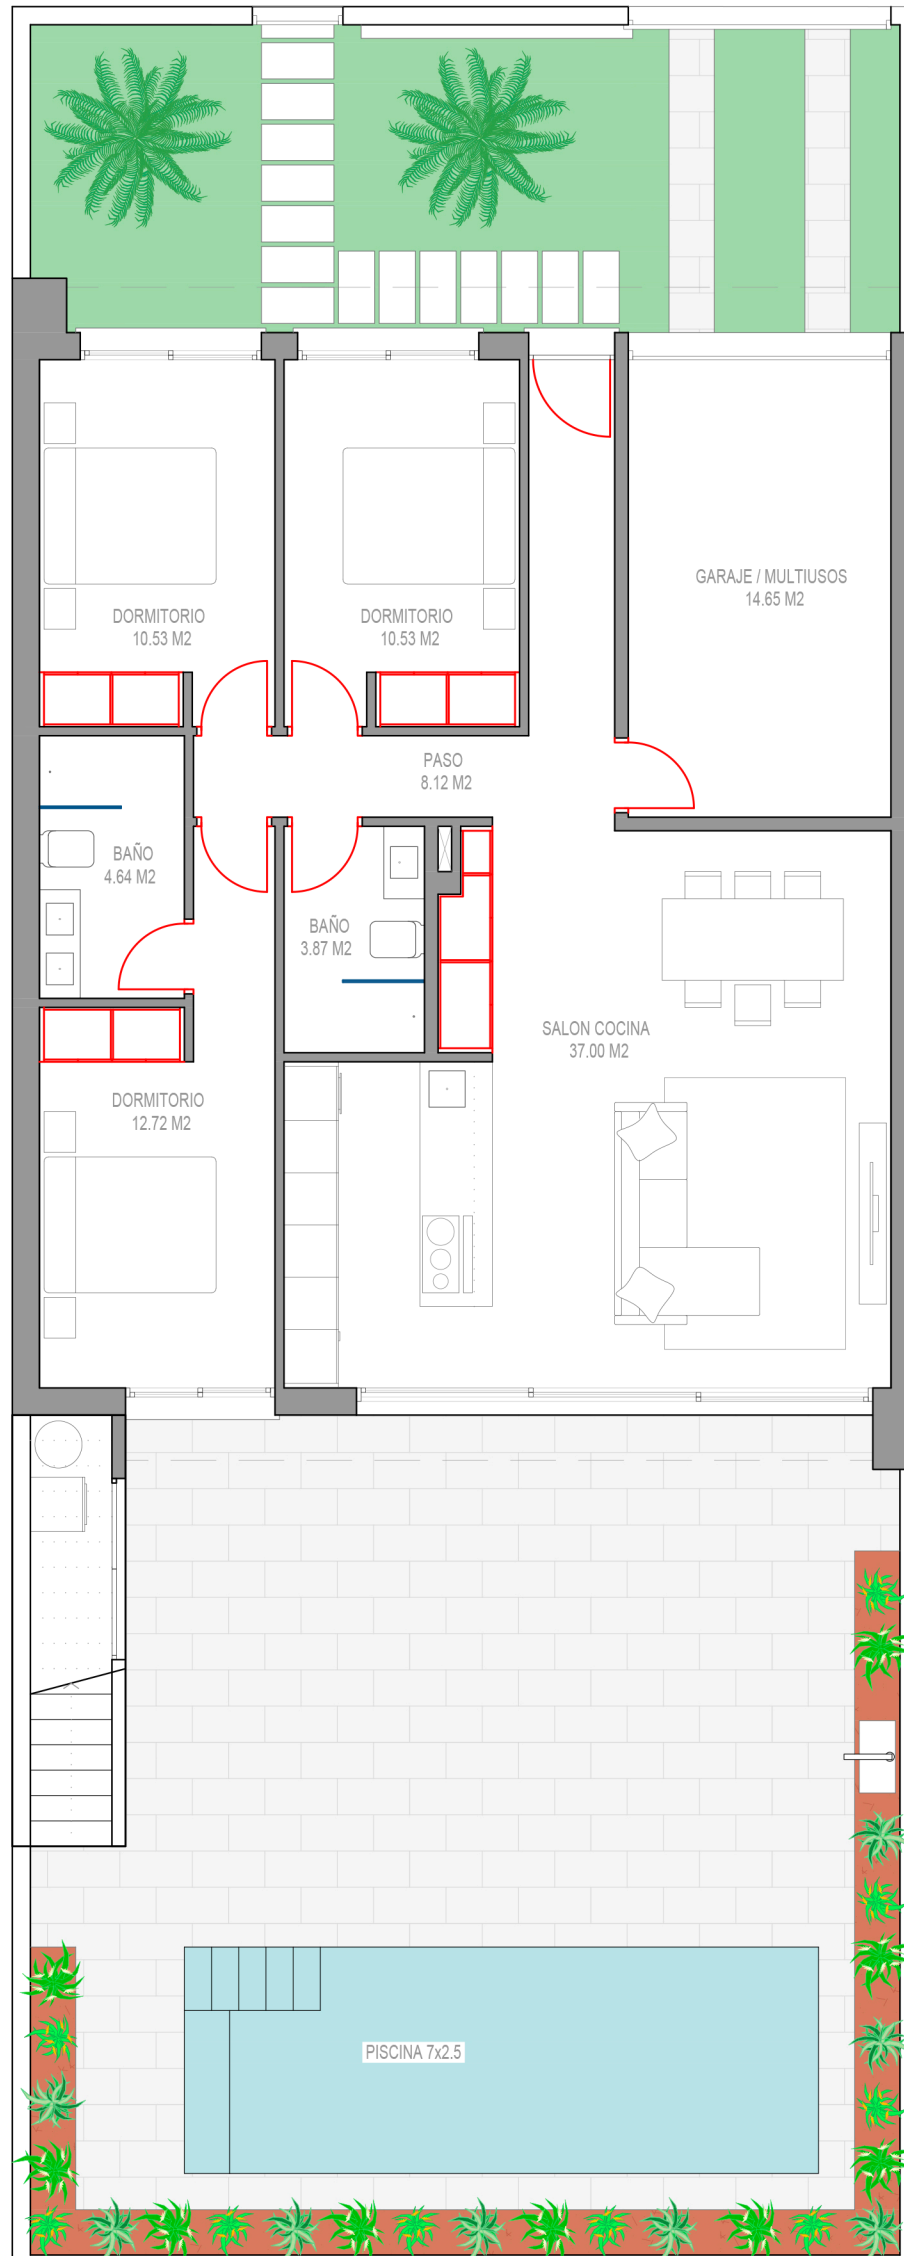 GARAJE / MULTIUSOS
14.65 M2
DORMITORIO
10.53 M2
DORMITORIO
10.53 M2
PASO
8.12 M2
BAÑO
4.64 M2
BAÑO
3.87 M2
SALON COCINA
37.00 M2
DORMITORIO
12.72 M2
PISCINA 7x2.5